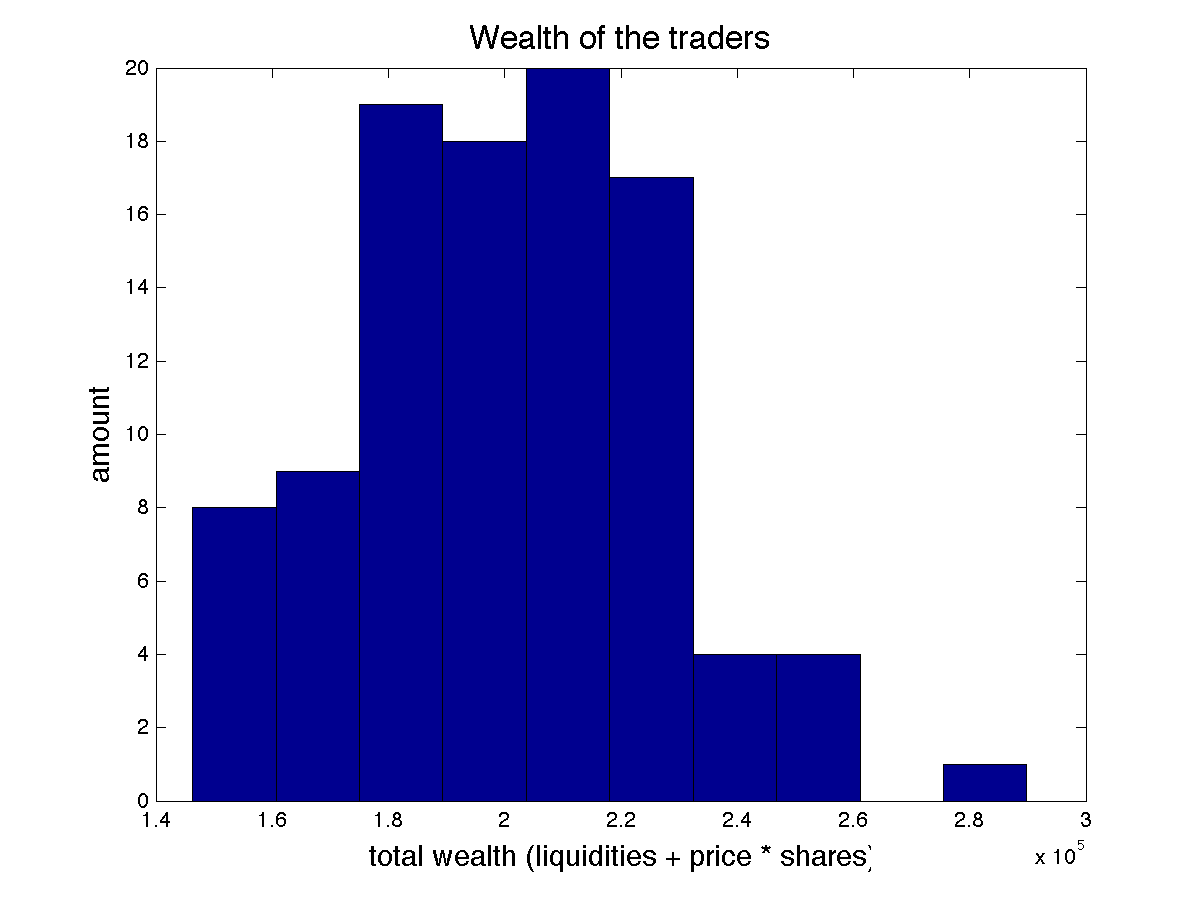 Wealth of the traders
20
18
16
14
12
10
8
6
4
2
0
amount
1.4 1.6 1.8 2 2.2 2.4 2.6 2.8 3
x 10^5
total wealth (liquidities + price * shares)